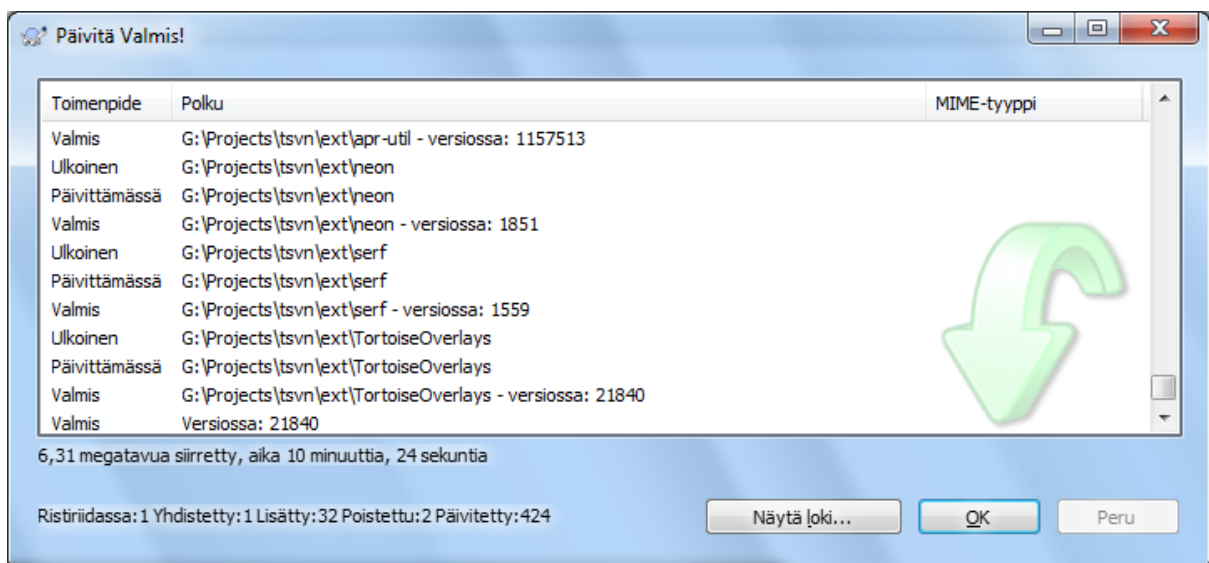 Päivitä Valmis!
Toimenpide Polku MIME-tyyppi
Valmis G:\Projects\tsvn\ext\apr-util - versiossa: 1157513
Ulkoinen G:\Projects\tsvn\ext\neon
Päivittämässä G:\Projects\tsvn\ext\neon
Valmis G:\Projects\tsvn\ext\neon - versiossa: 1851
Ulkoinen G:\Projects\tsvn\ext\serf
Päivittämässä G:\Projects\tsvn\ext\serf
Valmis G:\Projects\tsvn\ext\serf - versiossa: 1559
Ulkoinen G:\Projects\tsvn\ext\TortoiseOverlays
Päivittämässä G:\Projects\tsvn\ext\TortoiseOverlays
Valmis G:\Projects\tsvn\ext\TortoiseOverlays - versiossa: 21840
Valmis Versiossa: 21840
6,31 megatavua siirretty, aika 10 minuuttia, 24 sekuntia
Ristiriidassa:1 Yhdistetty:1 Lisätty:32 Poistettu:2 Päivitetty:424 Näytä loki... OK Peru